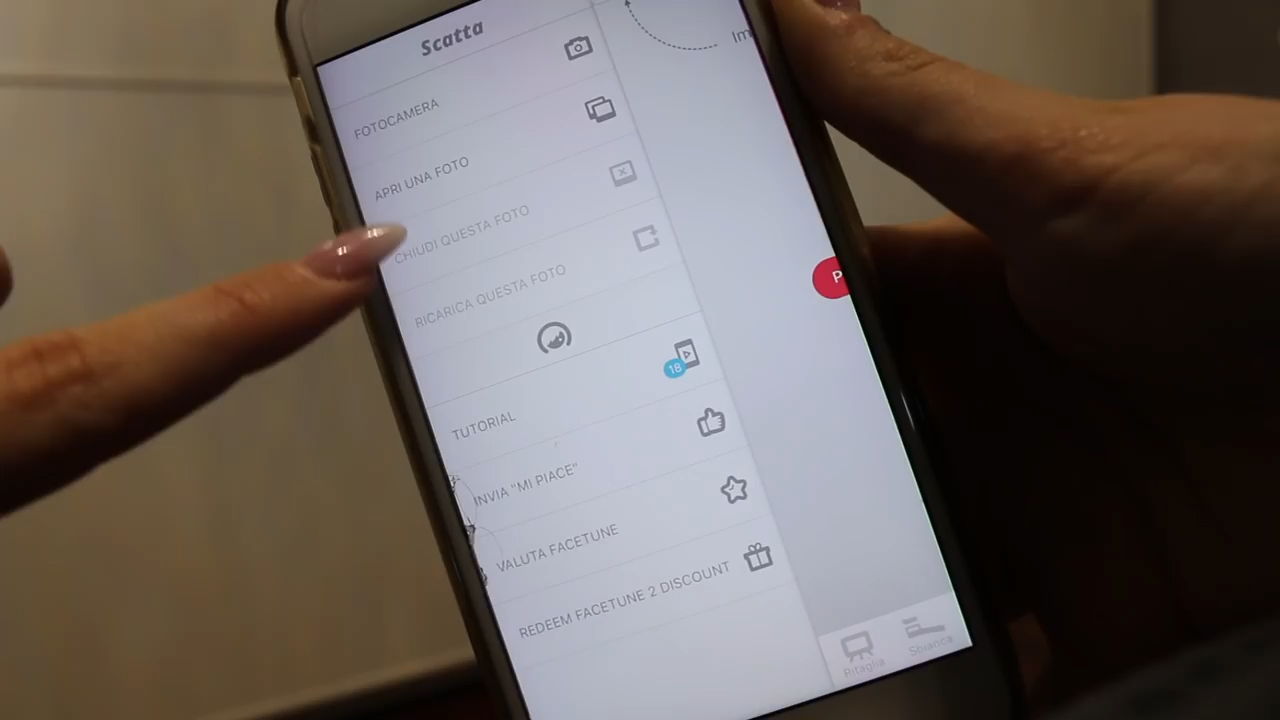 Scatta
FOTOCAMERA
APRI UNA FOTO
CHIUDI QUESTA FOTO
RICARICA QUESTA FOTO
18
TUTORIAL
INVIA "MI PIACE"
VALUTA FACETUNE
REDEEM FACETUNE 2 DISCOUNT
Im
P
Ritaglia
Sbianca